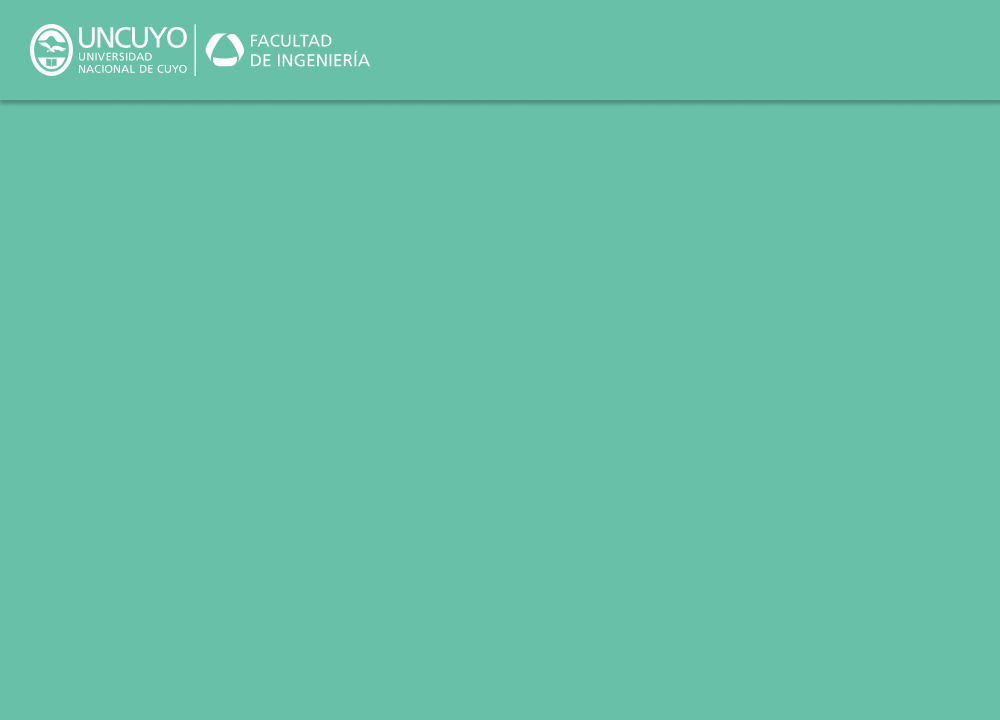 UNCUYO
UNIVERSIDAD
NACIONAL DE CUYO
FACULTAD
DE INGENIERÍA